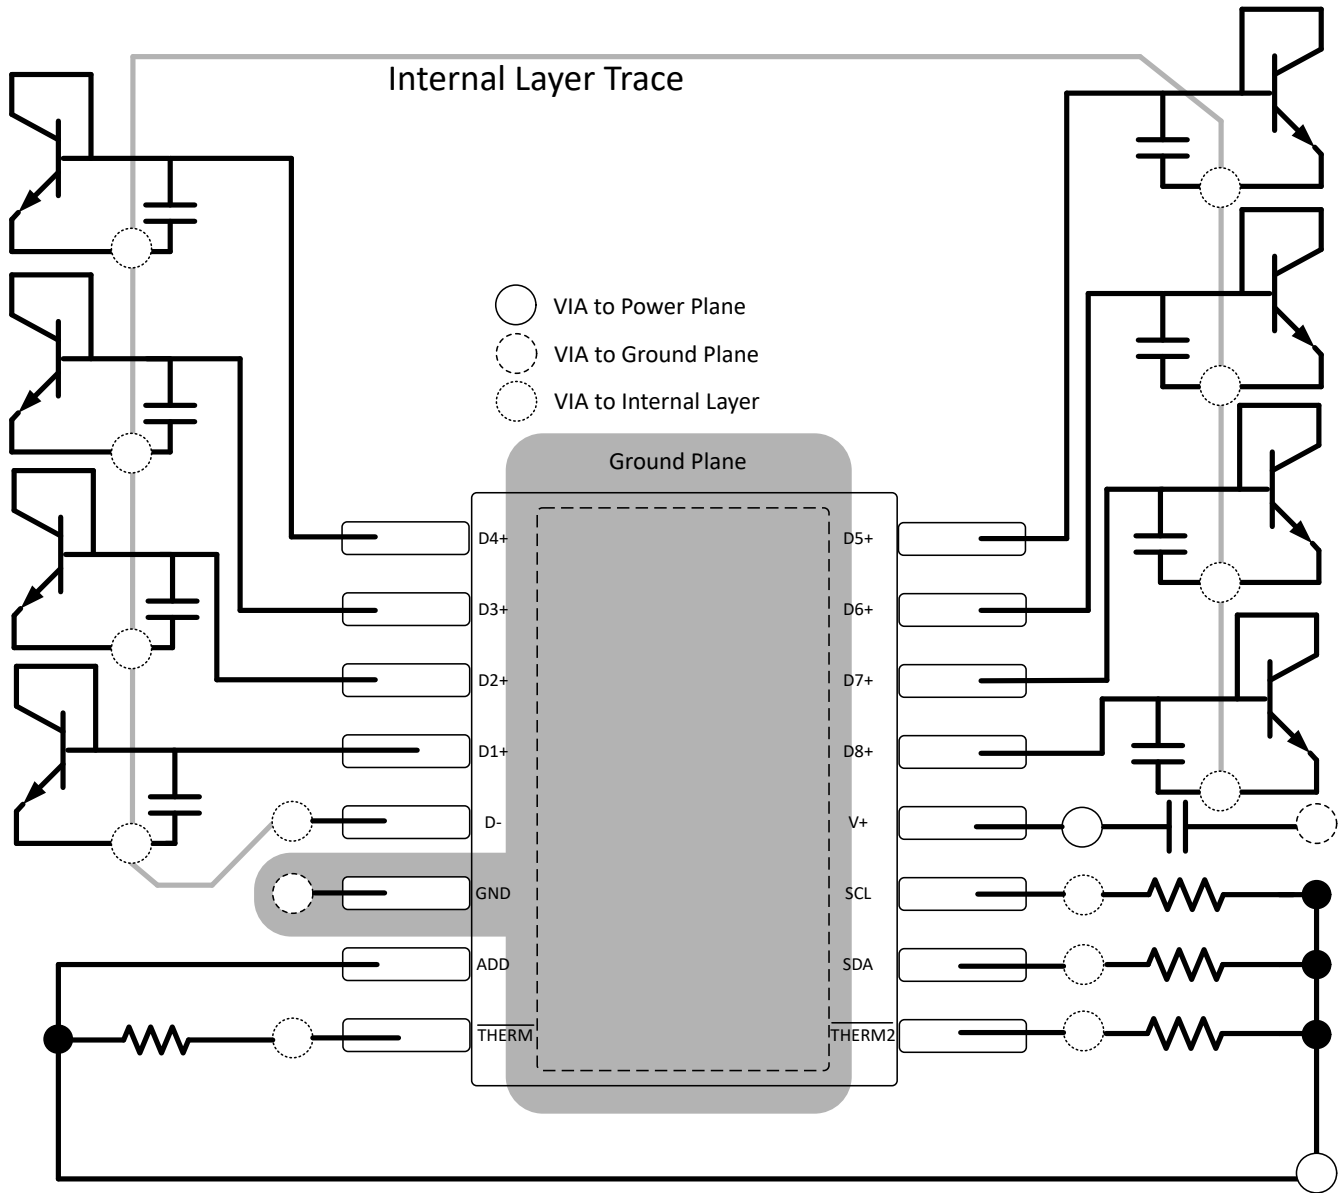 Internal Layer Trace
VIA to Power Plane
VIA to Ground Plane
VIA to Internal Layer
Ground Plane
D4+
D5+
D3+
D6+
D2+
D7+
D1+
D8+
D-
V+
GND
SCL
ADD
SDA
THERM
THERM2